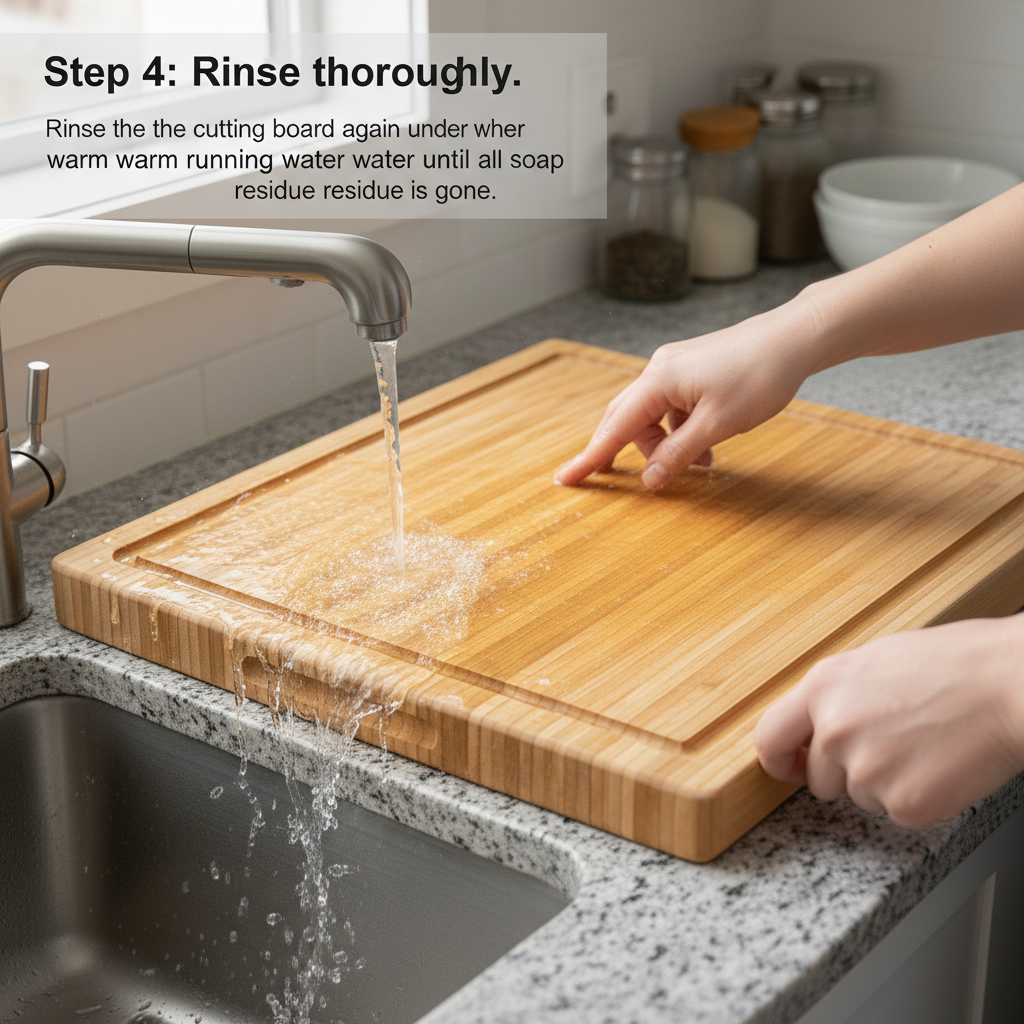 Step 4: Rinse thoroughly.
Rinse the the cutting board again under wher
warm warm running water water until all soap
residue residue is gone.